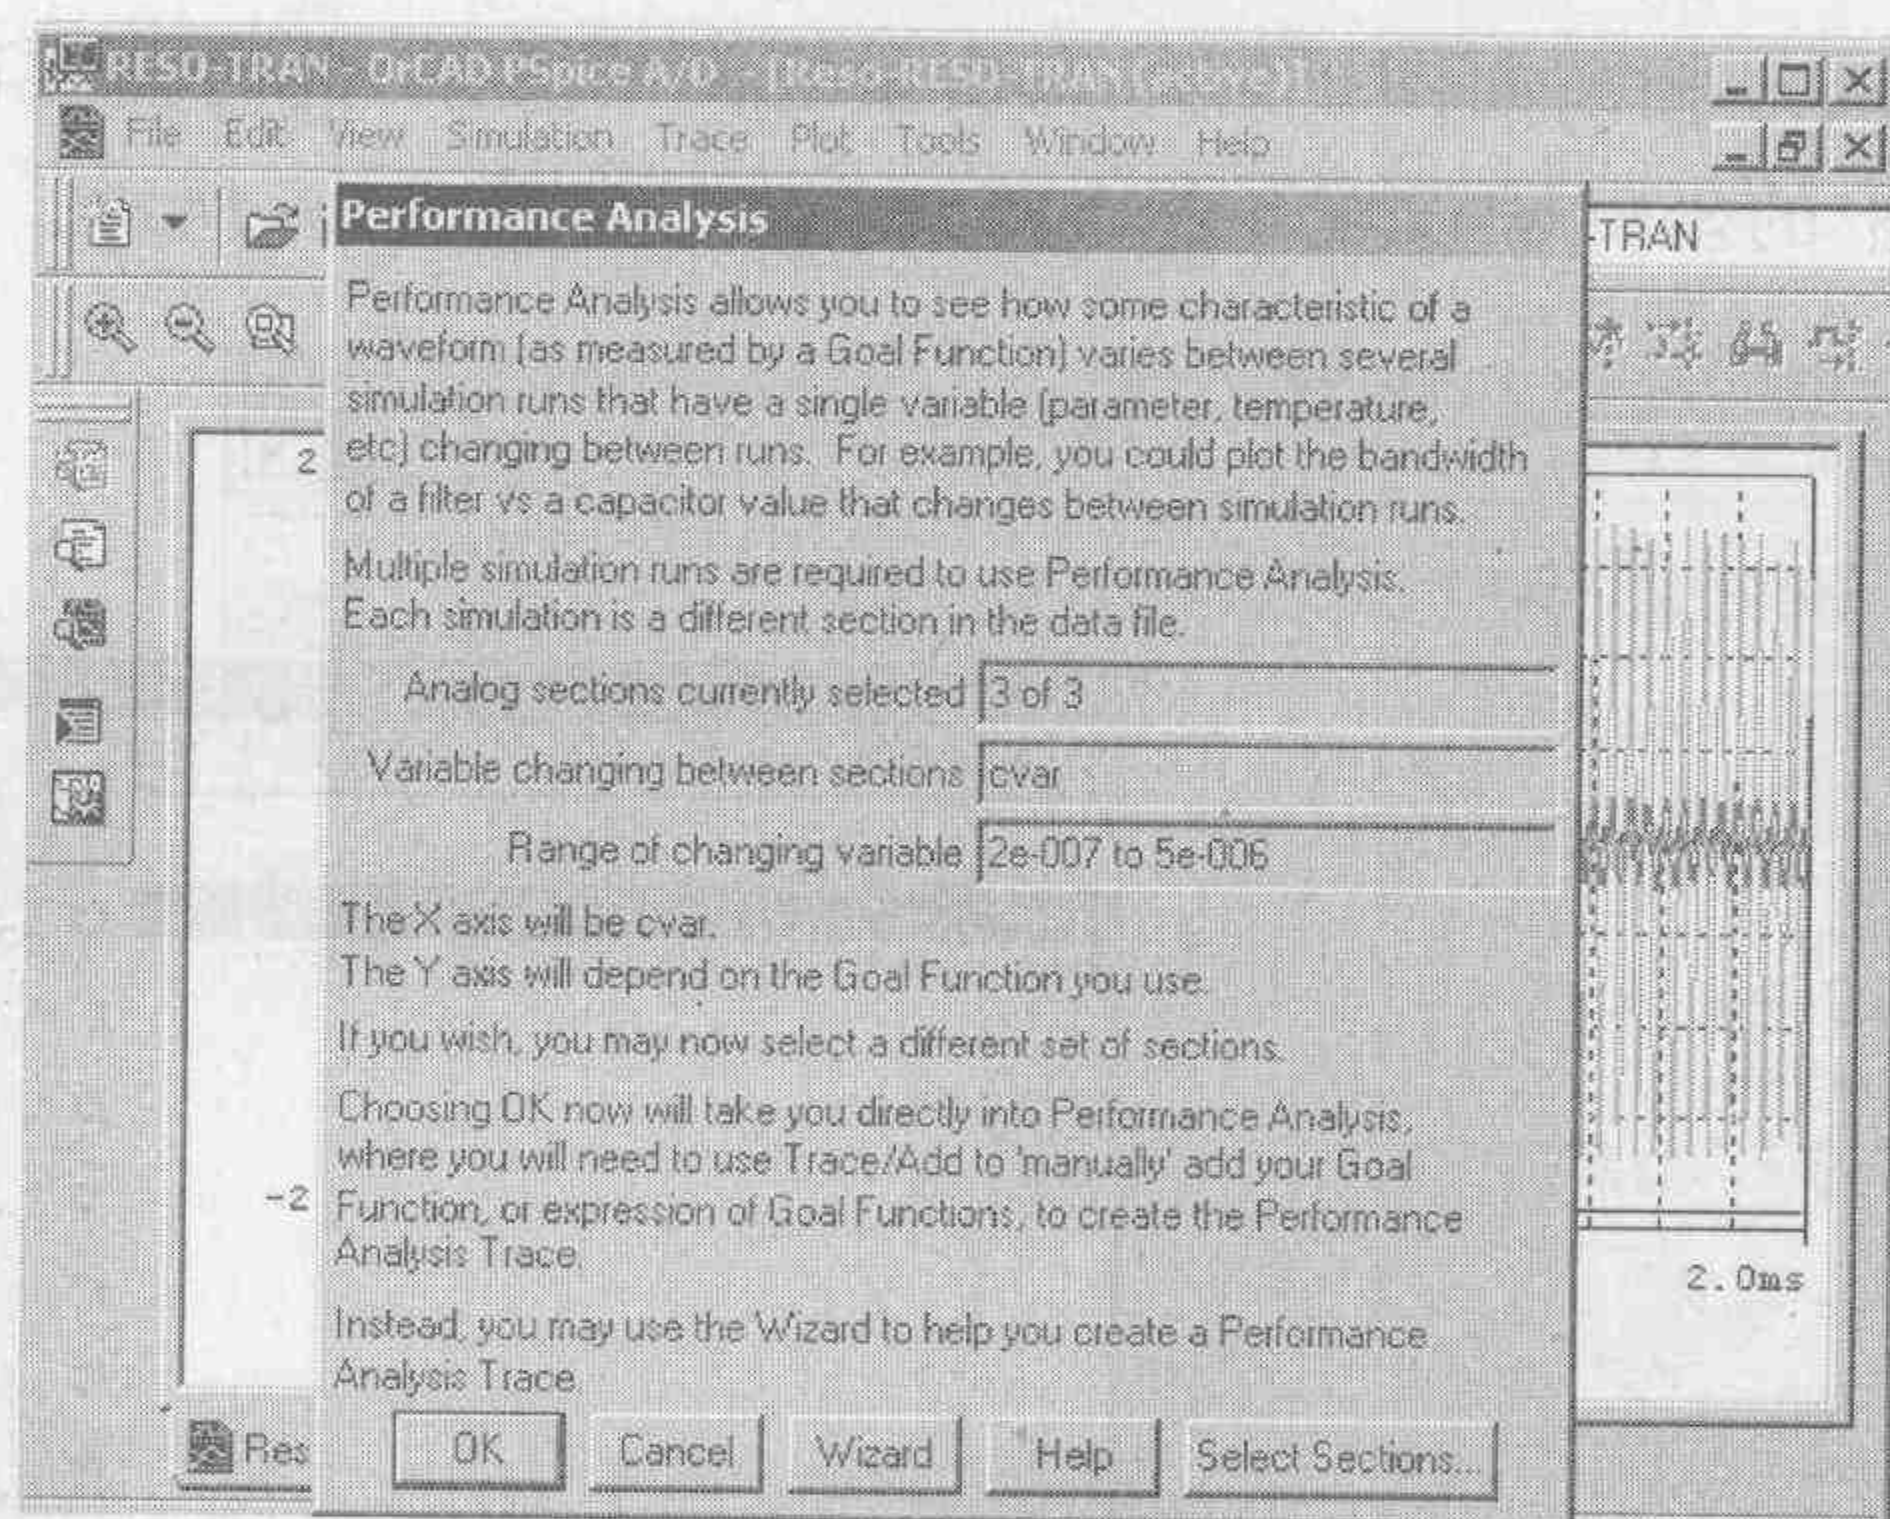 RESO-TRAN - OrCAD PSpice A/D - [Reso-RESO-TRAN (active)]
File Edit View Simulation Trace Plot Tools Window Help
Performance Analysis
-TRAN
Performance Analysis allows you to see how some characteristic of a
waveform (as measured by a Goal Function) varies between several
simulation runs that have a single variable (parameter, temperature,
etc) changing between runs. For example, you could plot the bandwidth
of a filter vs a capacitor value that changes between simulation runs.
2
Multiple simulation runs are required to use Performance Analysis.
Each simulation is a different section in the data file.
Analog sections currently selected 3 of 3
Variable changing between sections cvar
Range of changing variable 2e-007 to 5e-006
The X axis will be cvar.
The Y axis will depend on the Goal Function you use.
If you wish, you may now select a different set of sections.
Choosing OK now will take you directly into Performance Analysis,
where you will need to use Trace/Add to 'manually' add your Goal
Function, or expression of Goal Functions, to create the Performance
Analysis Trace.
-2
2.0ms
Instead, you may use the Wizard to help you create a Performance
Analysis Trace
Res
OK Cancel Wizard Help Select Sections...